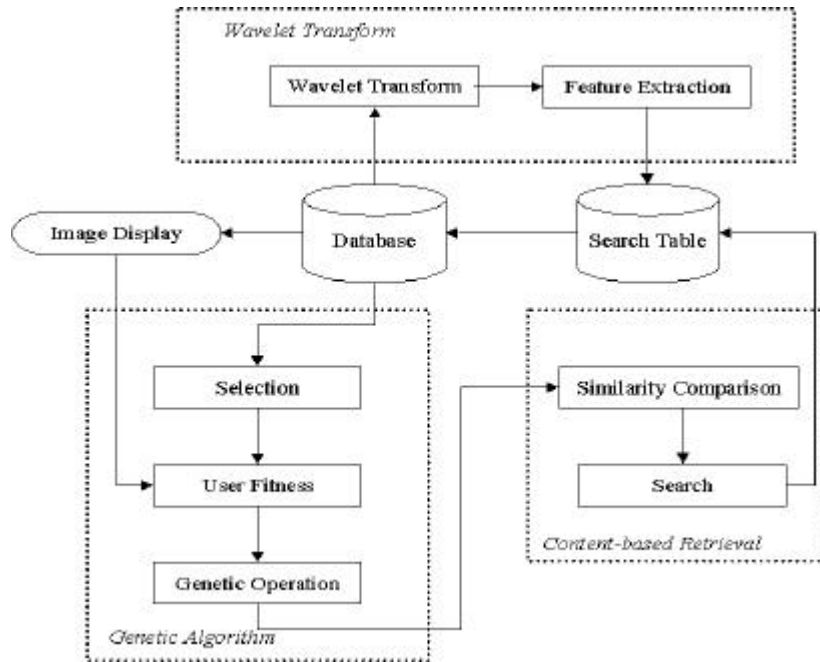 Wavelet Transform
Wavelet Transform
Feature Extraction
Image Display
Database
Search Table
Selection
Similarity Comparison
User Fitness
Search
Content-based Retrieval
Genetic Operation
Genetic Algorithm